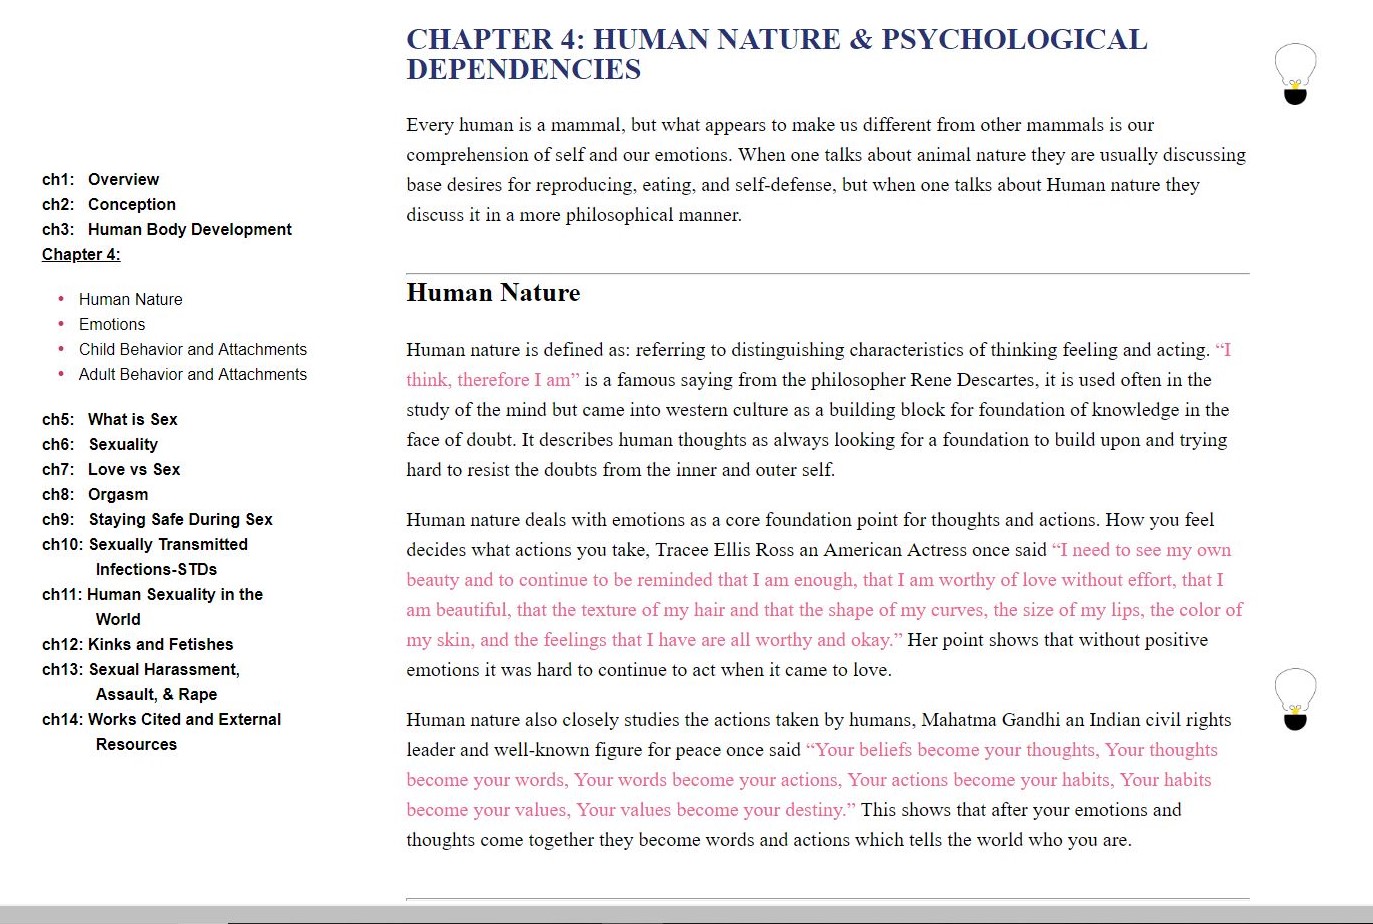 CHAPTER 4: HUMAN NATURE & PSYCHOLOGICAL
DEPENDENCIES
Every human is a mammal, but what appears to make us different from other mammals is our
comprehension of self and our emotions. When one talks about animal nature they are usually discussing
base desires for reproducing, eating, and self-defense, but when one talks about Human nature they
discuss it in a more philosophical manner.
ch1: Overview
ch2: Conception
ch3: Human Body Development
Chapter 4:
• Human Nature
• Emotions
• Child Behavior and Attachments
• Adult Behavior and Attachments
ch5: What is Sex
ch6: Sexuality
ch7: Love vs Sex
ch8: Orgasm
ch9: Staying Safe During Sex
ch10: Sexually Transmitted
Infections-STDs
ch11: Human Sexuality in the
World
ch12: Kinks and Fetishes
ch13: Sexual Harassment,
Assault, & Rape
ch14: Works Cited and External
Resources
Human Nature
Human nature is defined as: referring to distinguishing characteristics of thinking feeling and acting. “I
think, therefore I am” is a famous saying from the philosopher Rene Descartes, it is used often in the
study of the mind but came into western culture as a building block for foundation of knowledge in the
face of doubt. It describes human thoughts as always looking for a foundation to build upon and trying
hard to resist the doubts from the inner and outer self.
Human nature deals with emotions as a core foundation point for thoughts and actions. How you feel
decides what actions you take, Tracee Ellis Ross an American Actress once said “I need to see my own
beauty and to continue to be reminded that I am enough, that I am worthy of love without effort, that I
am beautiful, that the texture of my hair and that the shape of my curves, the size of my lips, the color of
my skin, and the feelings that I have are all worthy and okay.” Her point shows that without positive
emotions it was hard to continue to act when it came to love.
Human nature also closely studies the actions taken by humans, Mahatma Gandhi an Indian civil rights
leader and well-known figure for peace once said “Your beliefs become your thoughts, Your thoughts
become your words, Your words become your actions, Your actions become your habits, Your habits
become your values, Your values become your destiny.” This shows that after your emotions and
thoughts come together they become words and actions which tells the world who you are.